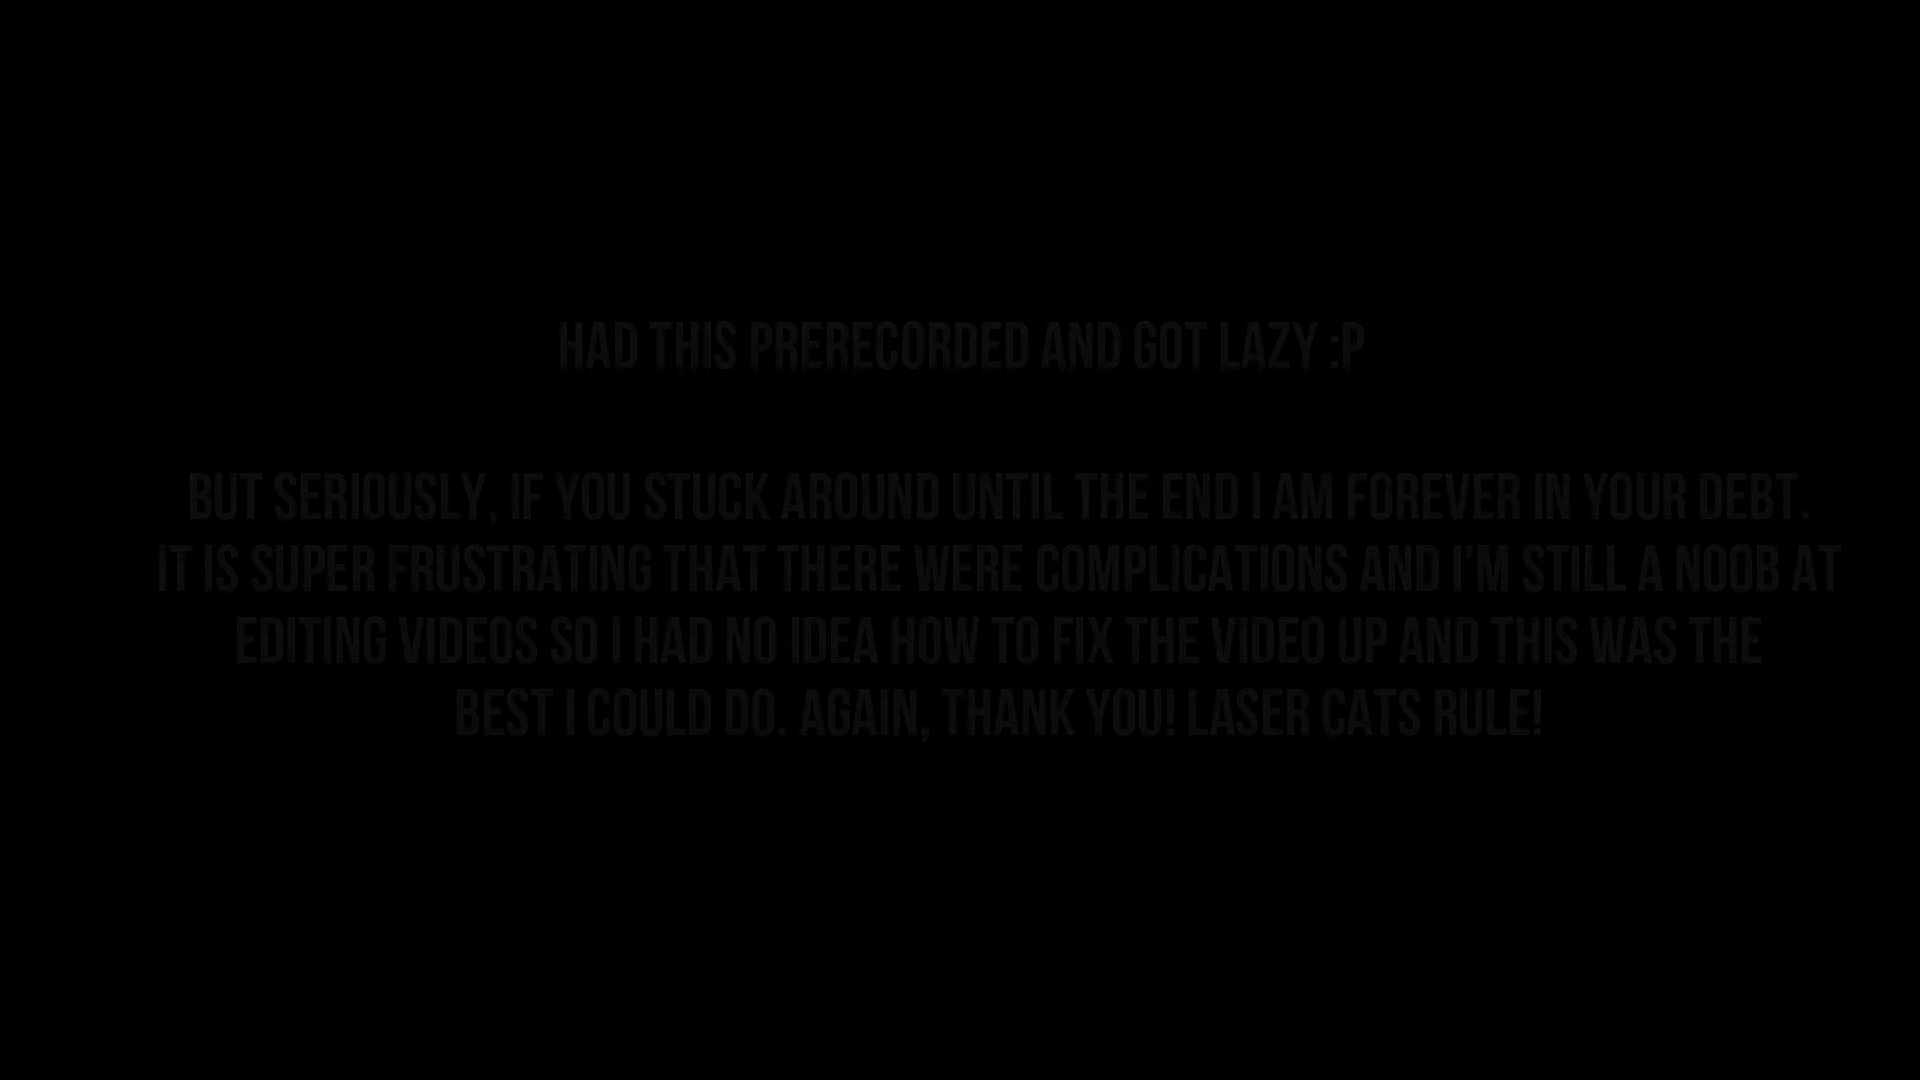 HAD THIS PRERECORDED AND GOT LAZY :P
BUT SERIOUSLY, IF YOU STUCK AROUND UNTIL THE END I AM FOREVER IN YOUR DEBT.
IT IS SUPER FRUSTRATING THAT THERE WERE COMPLICATIONS AND I'M STILL A NOOB AT
EDITING VIDEOS SO I HAD NO IDEA HOW TO FIX THE VIDEO UP AND THIS WAS THE
BEST I COULD DO. AGAIN, THANK YOU! LASER CATS RULE!